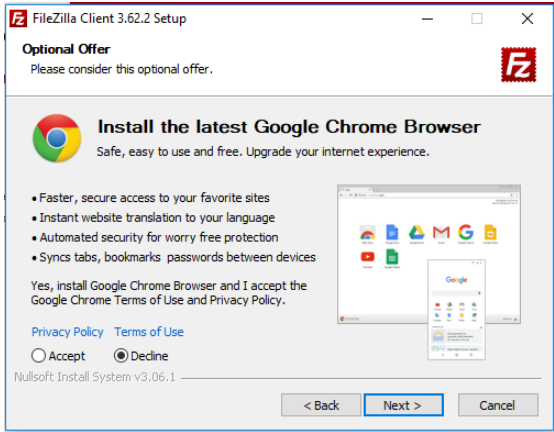 FileZilla Client 3.62.2 Setup
Optional Offer
Please consider this optional offer.
Install the latest Google Chrome Browser
Safe, easy to use and free. Upgrade your internet experience.
• Faster, secure access to your favorite sites
• Instant website translation to your language
• Automated security for worry free protection
• Syncs tabs, bookmarks passwords between devices
Google
Yes, install Google Chrome Browser and I accept the
Google Chrome Terms of Use and Privacy Policy.
Privacy Policy Terms of Use
Accept Decline
Nullsoft Install System v3.06.1
< Back Next > Cancel